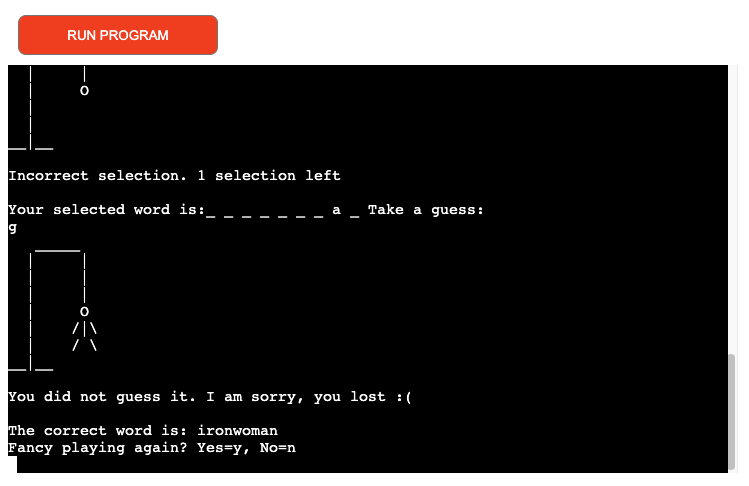 RUN PROGRAM
O
Incorrect selection. 1 selection left
Your selected word is:_ _ _ _ _ _ _ a _ Take a guess:
g
O
/|\
/ \
You did not guess it. I am sorry, you lost :(
The correct word is: ironwoman
Fancy playing again? Yes=y, No=n